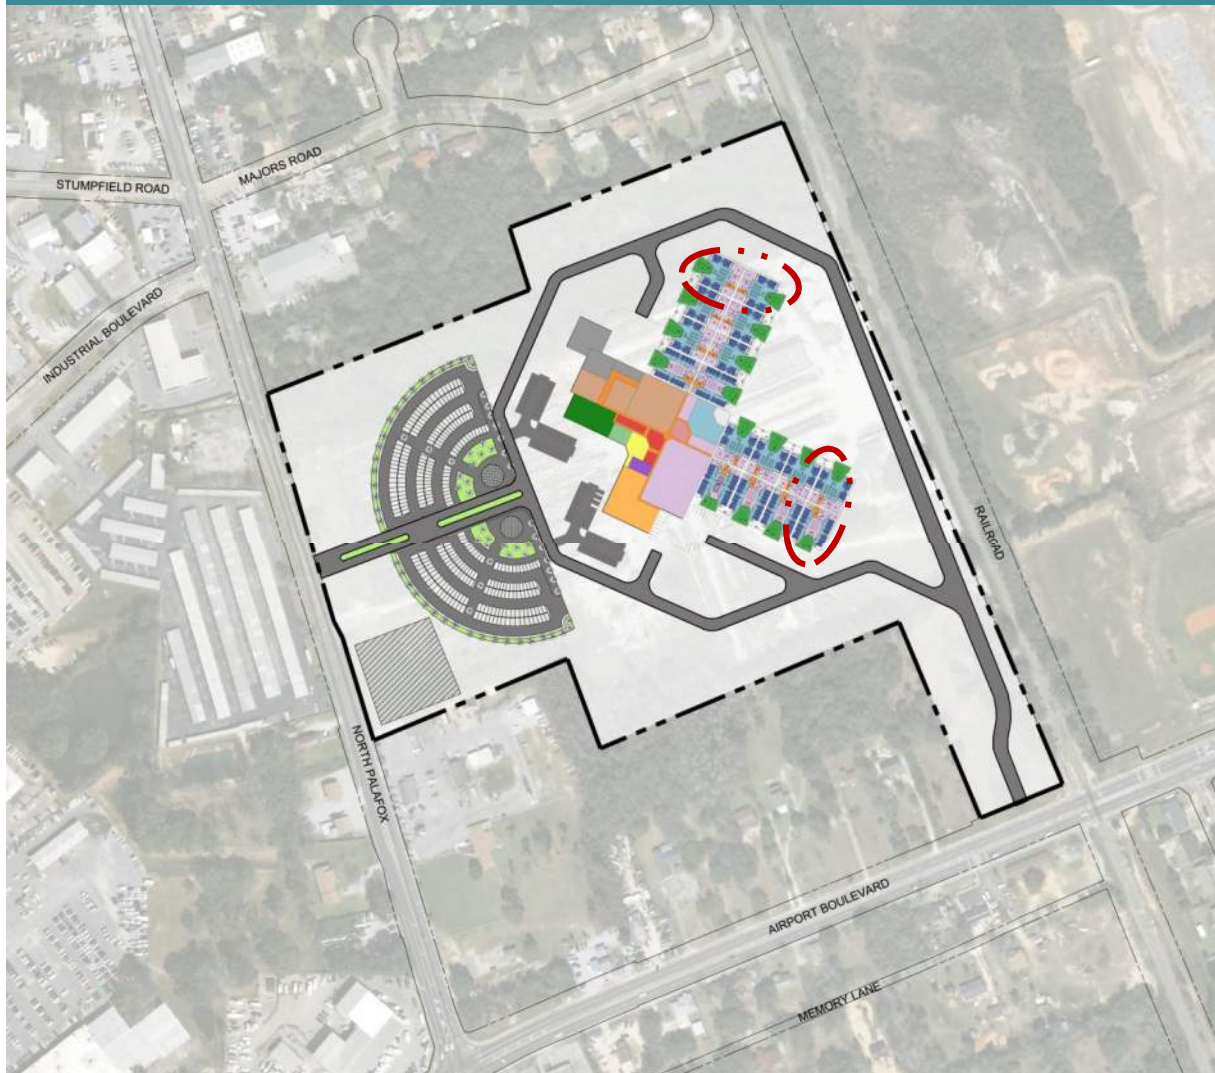 MAJORS ROAD
STUMPFIELD ROAD
INDUSTRIAL BOULEVARD
RAILROAD
NORTH PALAFOX
AIRPORT BOULEVARD
MEMORY LANE